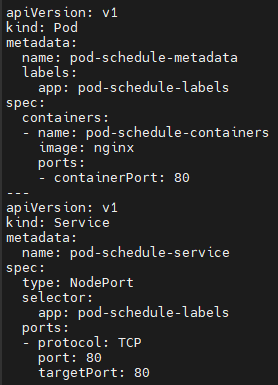 apiVersion: v1
kind: Pod
metadata:
  name: pod-schedule-metadata
  labels:
    app: pod-schedule-labels
spec:
  containers:
  - name: pod-schedule-containers
    image: nginx
    ports:
    - containerPort: 80
---
apiVersion: v1
kind: Service
metadata:
  name: pod-schedule-service
spec:
  type: NodePort
  selector:
    app: pod-schedule-labels
  ports:
  - protocol: TCP
    port: 80
    targetPort: 80